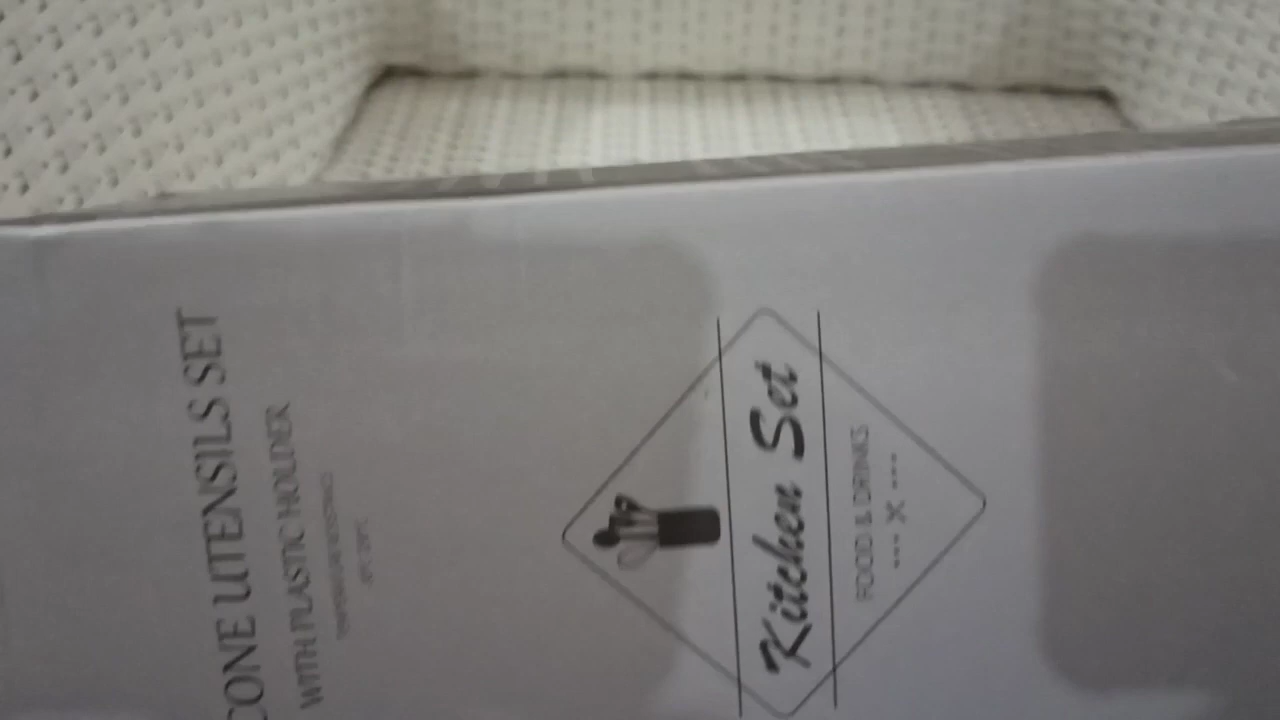 CONE UTENSILS SET
WITH PLASTIC HOLDER
Kitchen Set
FOOD & DRINKS
--- X ---